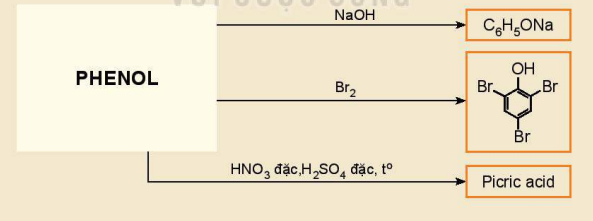 NaOH
C₆H₅ONa
PHENOL
Br₂
OH
Br
Br
Br
HNO₃ đặc,H₂SO₄ đặc, tº
Picric acid